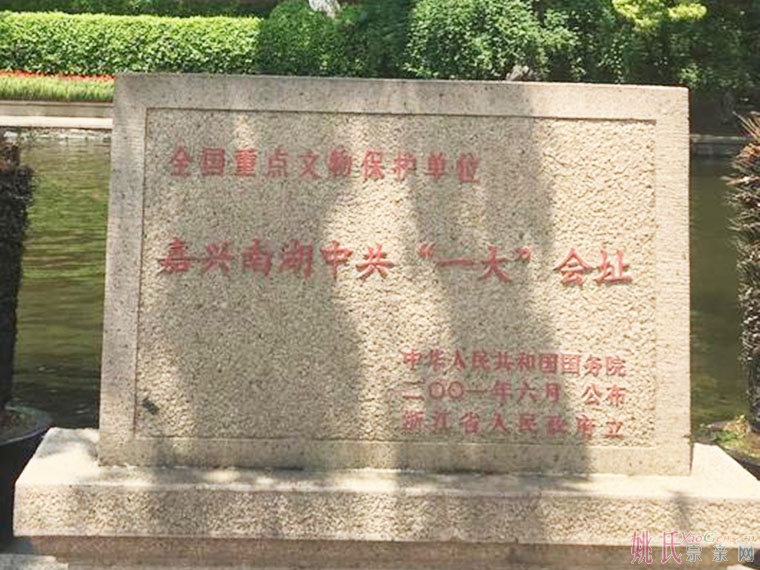 全国重点文物保护单位
嘉兴南湖中共“一大”会址
中华人民共和国国务院
二〇〇一年六月 公布
浙江省人民政府立
姚氏宗亲网